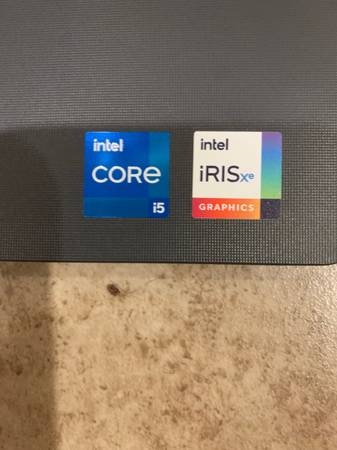 intel
CORE
i5
intel
iRISxe
GRAPHICS